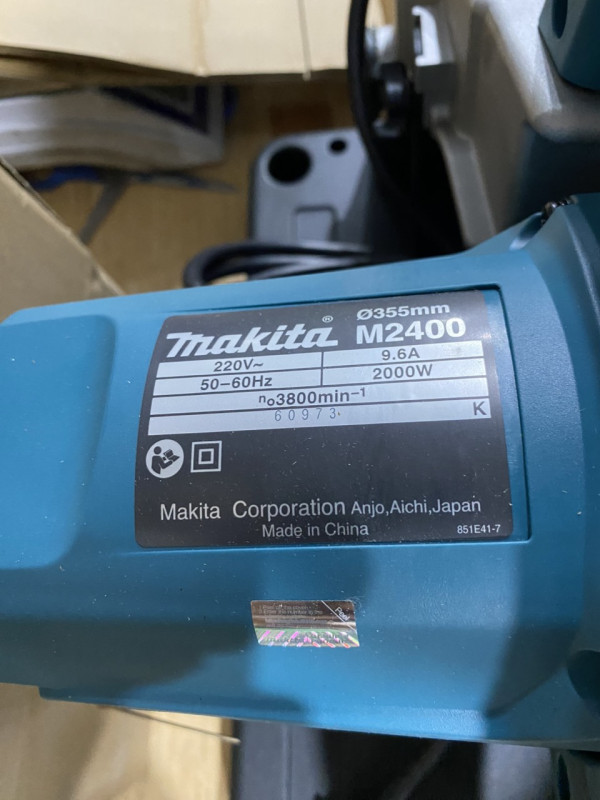 Ø355mm
makita® M2400
220V~ 9.6A
50-60Hz 2000W
no3800min-1
60973 K
Makita Corporation Anjo,Aichi,Japan
Made in China 851E41-7